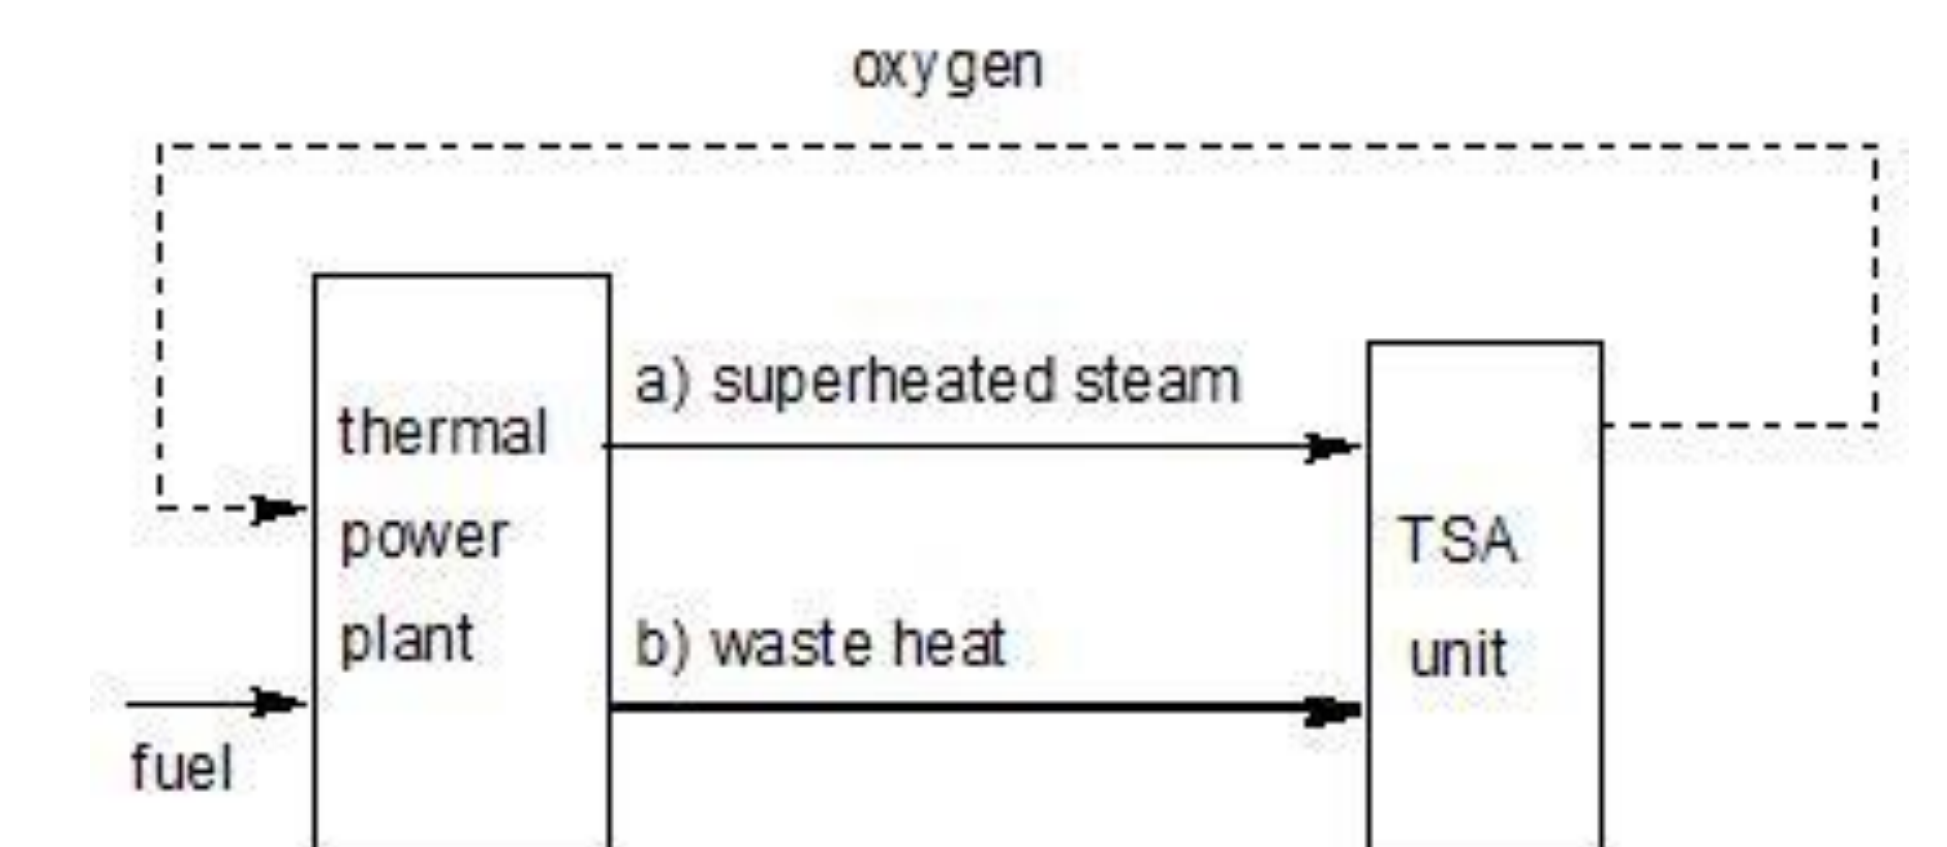 oxygen
a) superheated steam
thermal
power
plant
TSA
unit
b) waste heat
fuel